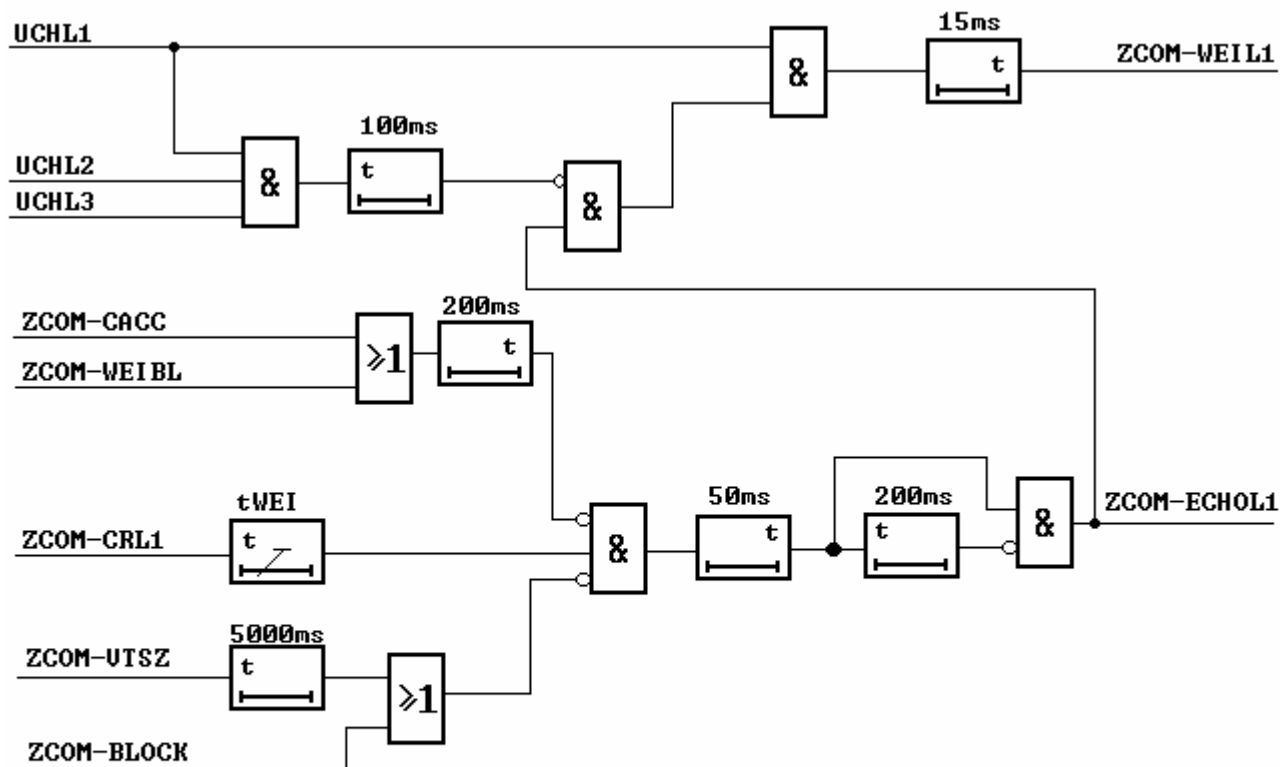 15ms
UCHL1
t
ZCOM-WEIL1
&
100ms
t
UCHL2
&
&
UCHL3
200ms
ZCOM-CACC
t
≥1
ZCOM-WEIBL
tWEI
50ms
200ms
t
t
t
&
ZCOM-ECHOL1
ZCOM-CRL1
&
5000ms
ZCOM-VTSZ
t
≥1
ZCOM-BLOCK